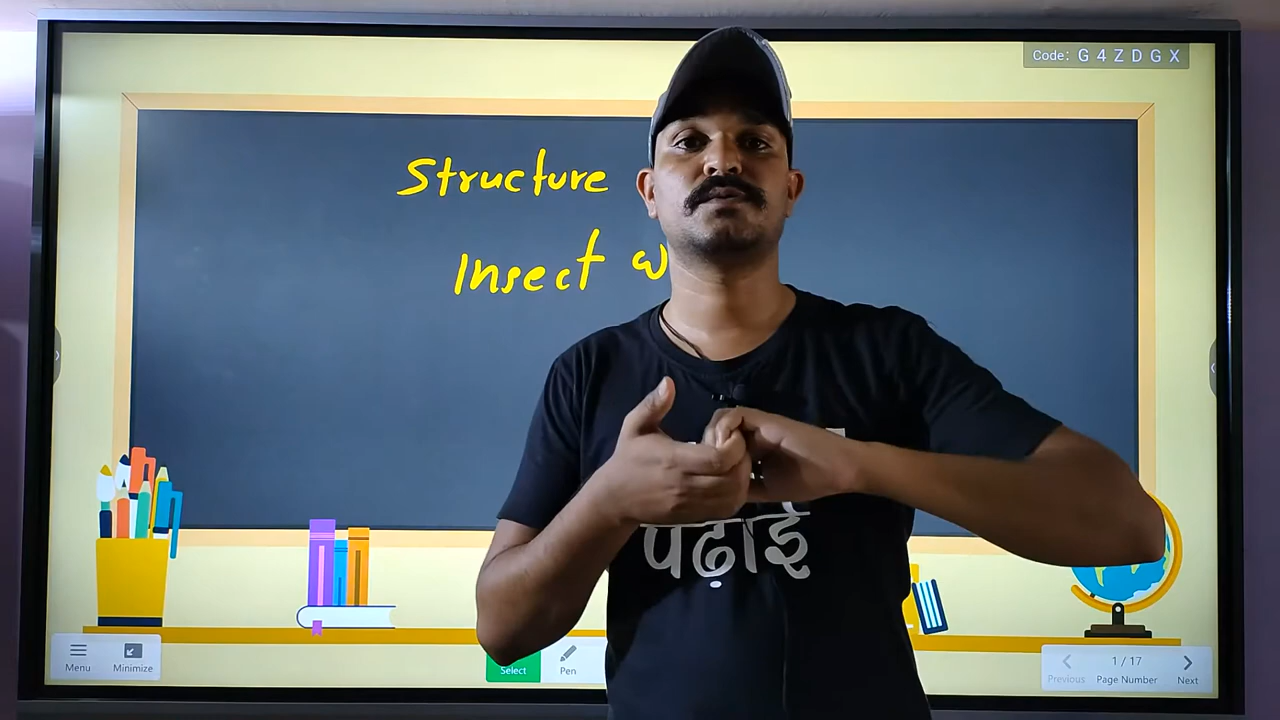 Code: G 4 Z D G X
Structure
Insect w
पढ़ाई
Menu
Minimize
Select
Pen
1 / 17
Previous
Page Number
Next